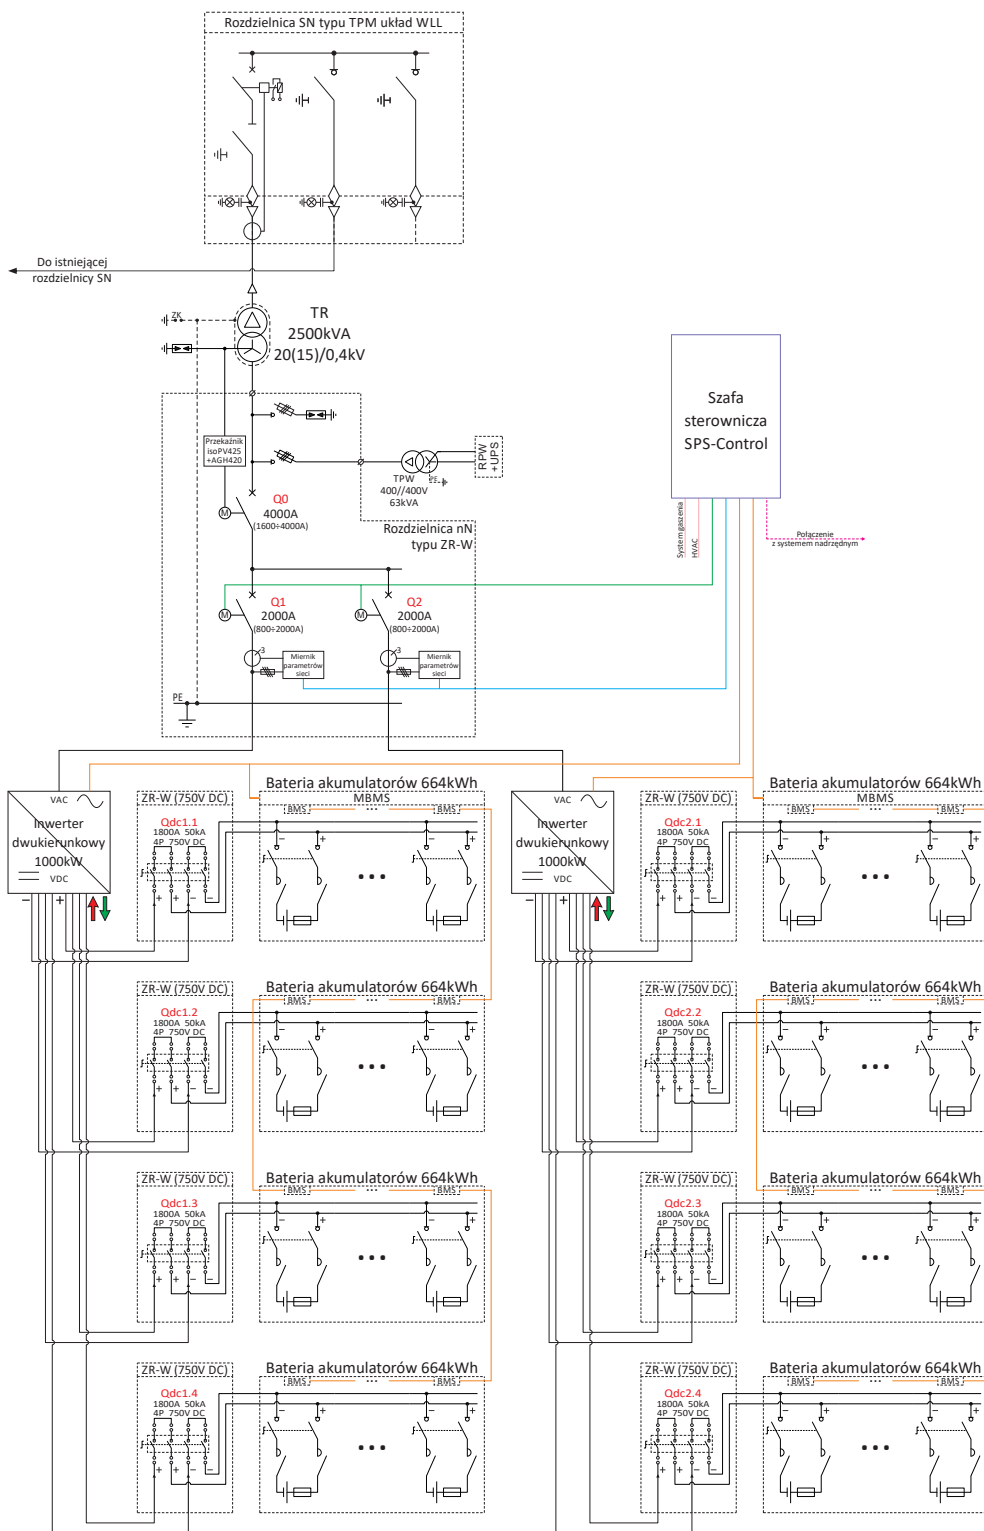 Rozdzielnica SN typu TPM układ WLL
Do istniejącej
rozdzielnicy SN
ZK
TR
2500kVA
20(15)/0,4kV
Szafa
sterownicza
SPS-Control
Przekaźnik
isoPV425
+AGH420
TPW
400//400V
63kVA
PE
RPW
+UPS
Q0
4000A
(1600÷4000A)
M
Rozdzielnica nN
typu ZR-W
System gaszenia
HVAC
Połączenie
z systemem nadrzędnym
Q1
2000A
(800÷2000A)
M
Q2
2000A
(800÷2000A)
M
3
Miernik
parametrów
sieci
3
Miernik
parametrów
sieci
PE
VAC
Inwerter
dwukierunkowy
1000kW
VDC
− +
ZR-W (750V DC)
Qdc1.1
1800A 50kA
4P 750V DC
+ + − −
Bateria akumulatorów 664kWh
MBMS
BMS ... BMS
− + − +
VAC
Inwerter
dwukierunkowy
1000kW
VDC
− +
ZR-W (750V DC)
Qdc2.1
1800A 50kA
4P 750V DC
+ + − −
Bateria akumulatorów 664kWh
MBMS
BMS ... BMS
− + − +
ZR-W (750V DC)
Qdc1.2
1800A 50kA
4P 750V DC
+ + − −
Bateria akumulatorów 664kWh
BMS ... BMS
− + − +
ZR-W (750V DC)
Qdc2.2
1800A 50kA
4P 750V DC
+ + − −
Bateria akumulatorów 664kWh
BMS ... BMS
− + − +
ZR-W (750V DC)
Qdc1.3
1800A 50kA
4P 750V DC
+ + − −
Bateria akumulatorów 664kWh
BMS ... BMS
− + − +
ZR-W (750V DC)
Qdc2.3
1800A 50kA
4P 750V DC
+ + − −
Bateria akumulatorów 664kWh
BMS ... BMS
− + − +
ZR-W (750V DC)
Qdc1.4
1800A 50kA
4P 750V DC
+ + − −
Bateria akumulatorów 664kWh
BMS ... BMS
− + − +
ZR-W (750V DC)
Qdc2.4
1800A 50kA
4P 750V DC
+ + − −
Bateria akumulatorów 664kWh
BMS ... BMS
− + − +